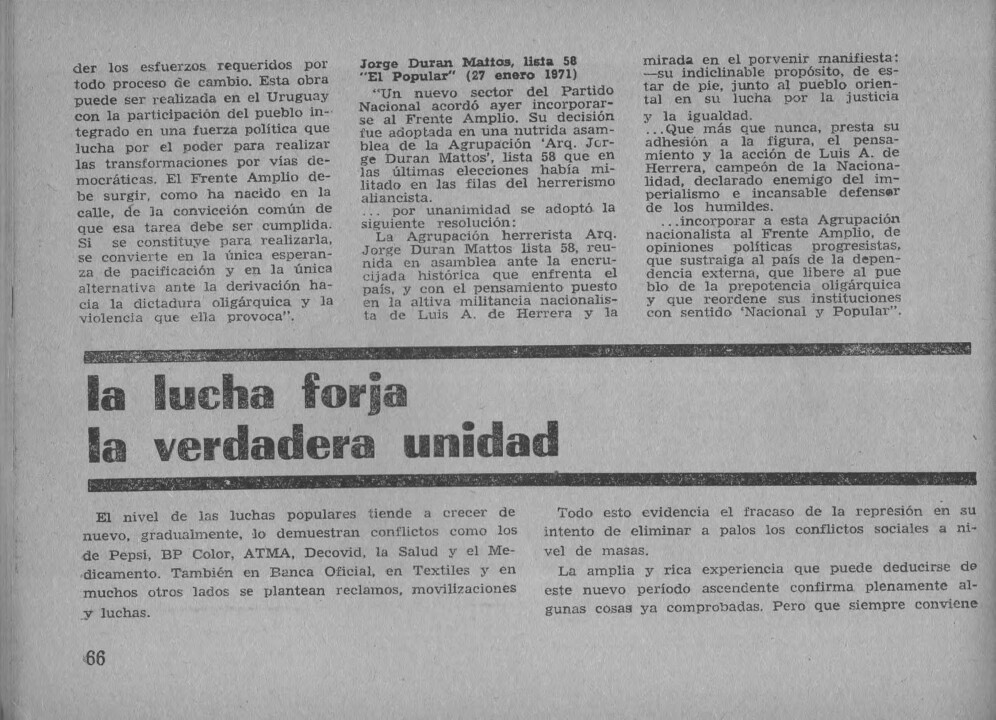 der los esfuerzos requeridos por
todo proceso de cambio. Esta obra
puede ser realizada en el Uruguay
con la participación del pueblo in-
tegrado en una fuerza política que
lucha por el poder para realizar
las transformaciones por vías de-
mocráticas. El Frente Amplio de-
be surgir, como ha nacido en la
calle, de la convicción común de
que esa tarea debe ser cumplida.
Si se constituye para realizarla,
se convierte en la única esperan-
za de pacificación y en la única
alternativa ante la derivación ha-
cia la dictadura oligárquica y la
violencia que ella provoca".
Jorge Duran Mattos, lista 58
"El Popular" (27 enero 1971)
"Un nuevo sector del Partido
Nacional acordó ayer incorporar-
se al Frente Amplio. Su decisión
fue adoptada en una nutrida asam-
blea de la Agrupación 'Arq. Jor-
ge Duran Mattos', lista 58 que en
las últimas elecciones había mi-
litado en las filas del herrerismo
aliancista.
... por unanimidad se adoptó la
siguiente resolución:
La Agrupación herrerista Arq.
Jorge Duran Mattos lista 58, reu-
nida en asamblea ante la encru-
cijada histórica que enfrenta el
país, y con el pensamiento puesto
en la altiva militancia nacionalis-
ta de Luis A. de Herrera y la
mirada en el porvenir manifiesta:
—su indiclinable propósito, de es-
tar de pie, junto al pueblo orien-
tal en su lucha por la justicia
y la igualdad.
...Que más que nunca, presta su
adhesión a la figura, el pensa-
miento y la acción de Luis A. de
Herrera, campeón de la Naciona-
lidad, declarado enemigo del im-
perialismo e incansable defensor
de los humildes.
...incorporar a esta Agrupación
nacionalista al Frente Amplio, de
opiniones políticas progresistas,
que sustraiga al país de la depen-
dencia externa, que libere al pue
blo de la prepotencia oligárquica
y que reordene sus instituciones
con sentido 'Nacional y Popular".
la lucha forja
la verdadera unidad
El nivel de las luchas populares tiende a crecer de
nuevo, gradualmente, lo demuestran conflictos como los
de Pepsi, BP Color, ATMA, Decovid, la Salud y el Me-
dicamento. También en Banca Oficial, en Textiles y en
muchos otros lados se plantean reclamos, movilizaciones
y luchas.
Todo esto evidencia el fracaso de la represión en su
intento de eliminar a palos los conflictos sociales a ni-
vel de masas.
La amplia y rica experiencia que puede deducirse de
este nuevo período ascendente confirma plenamente al-
gunas cosas ya comprobadas. Pero que siempre conviene
66